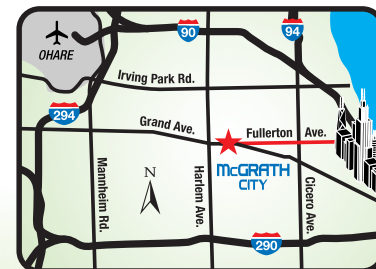 90
94
OHARE
Irving Park Rd.
294
Grand Ave.
Fullerton Ave.
McGRATH
CITY
Mannheim Rd.
N
Harlem Ave.
Cicero Ave.
290